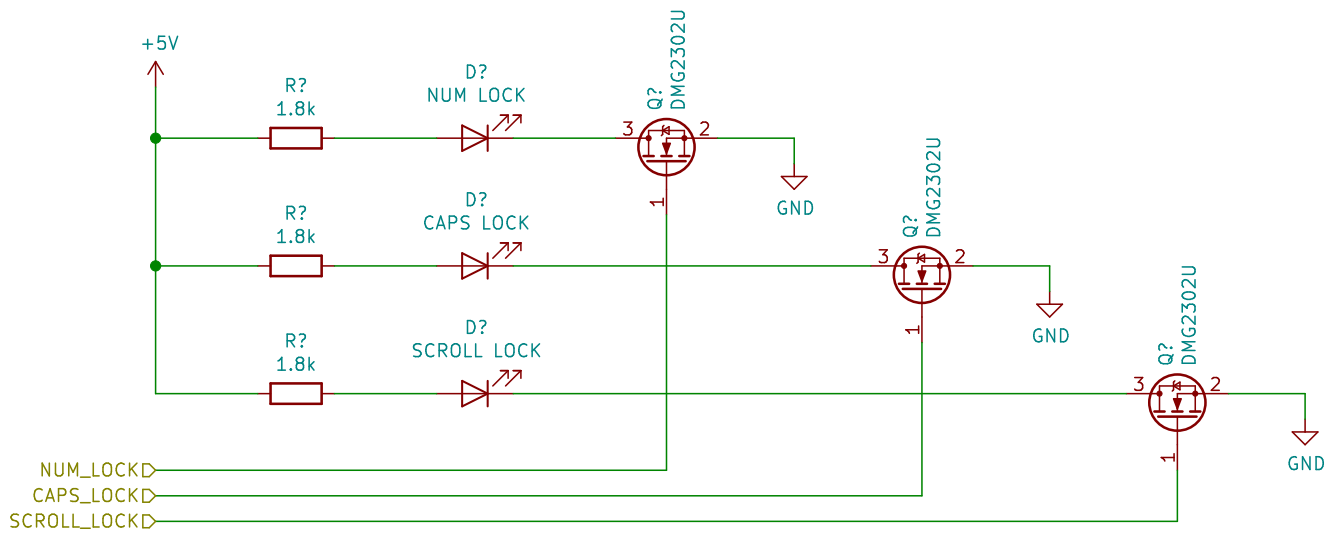 +5V
R?
1.8k
D?
NUM LOCK
Q?
DMG2302U
3
2
1
GND
R?
1.8k
D?
CAPS LOCK
Q?
DMG2302U
3
2
1
GND
R?
1.8k
D?
SCROLL LOCK
Q?
DMG2302U
3
2
1
GND
NUM_LOCK
CAPS_LOCK
SCROLL_LOCK